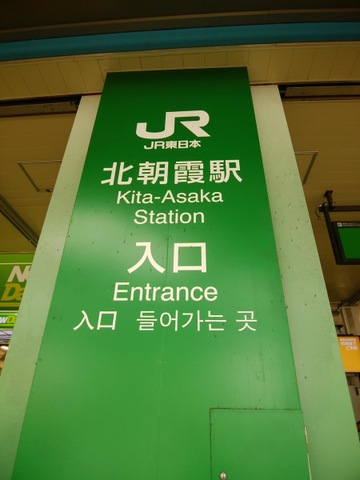 JR
JR東日本
北朝霞駅
Kita-Asaka
Station
入口
Entrance
入口 들어가는 곳